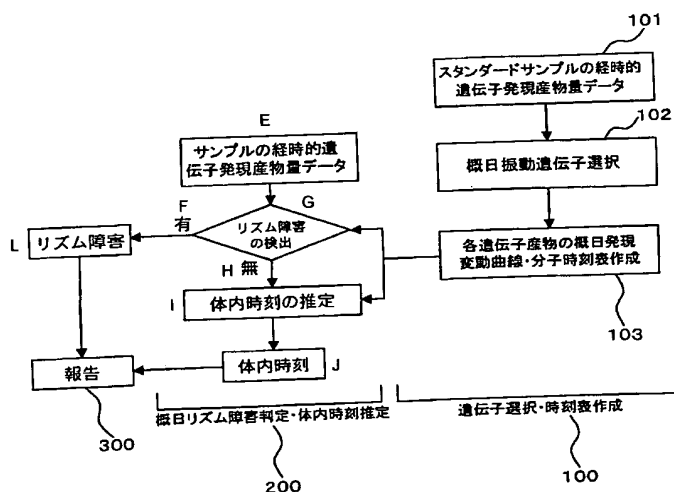 101
スタンダードサンプルの経時的
遺伝子発現産物量データ
102
概日振動遺伝子選択
各遺伝子産物の概日発現
変動曲線・分子時刻表作成
103
E
サンプルの経時的遺
伝子発現産物量データ
F
有
G
リズム障害
の検出
L
リズム障害
H 無
I
体内時刻の推定
体内時刻
J
報告
300
概日リズム障害判定・体内時刻推定
200
遺伝子選択・時刻表作成
100